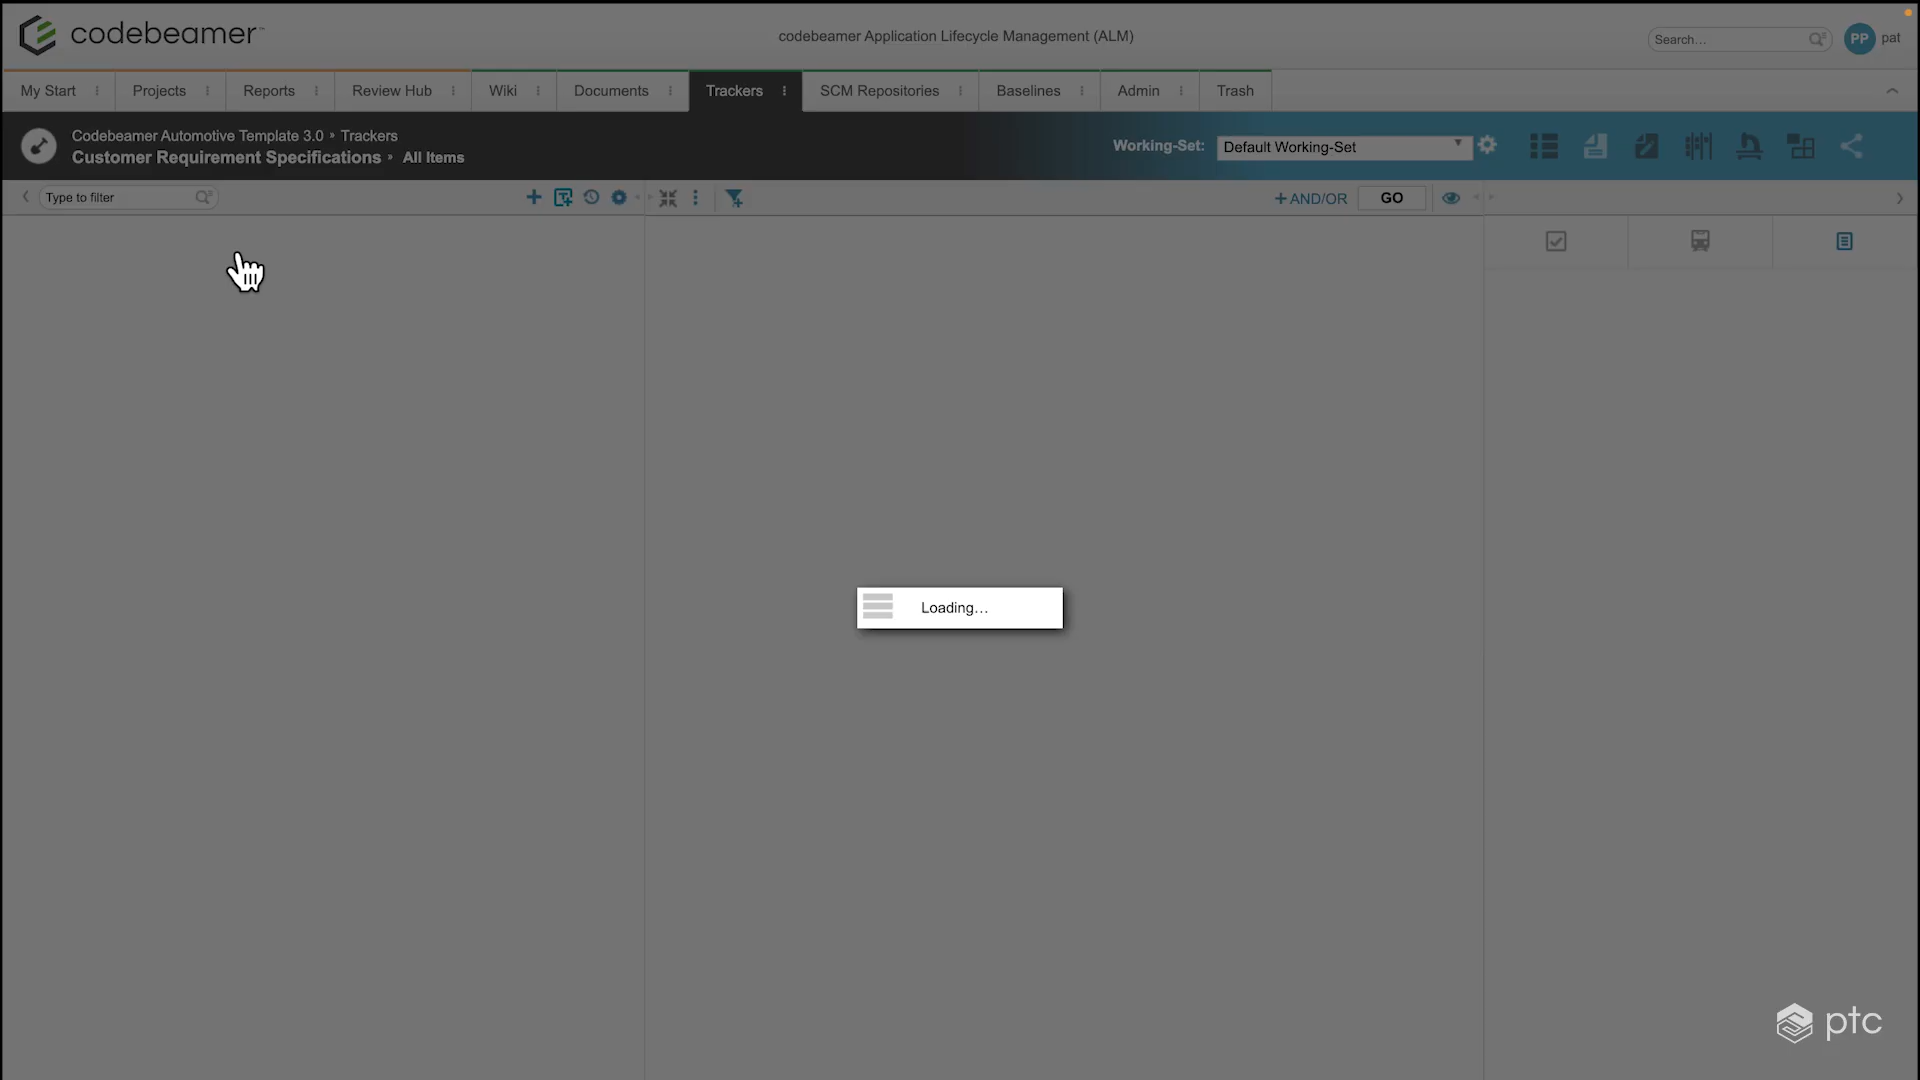 codebeamer™
codebeamer Application Lifecycle Management (ALM)
Search...
PP
pat
My Start
Projects
Reports
Review Hub
Wiki
Documents
Trackers
SCM Repositories
Baselines
Admin
Trash
Codebeamer Automotive Template 3.0 » Trackers
Customer Requirement Specifications » All Items
Working-Set:
Default Working-Set
Type to filter
+ AND/OR
GO
Loading...
ptc